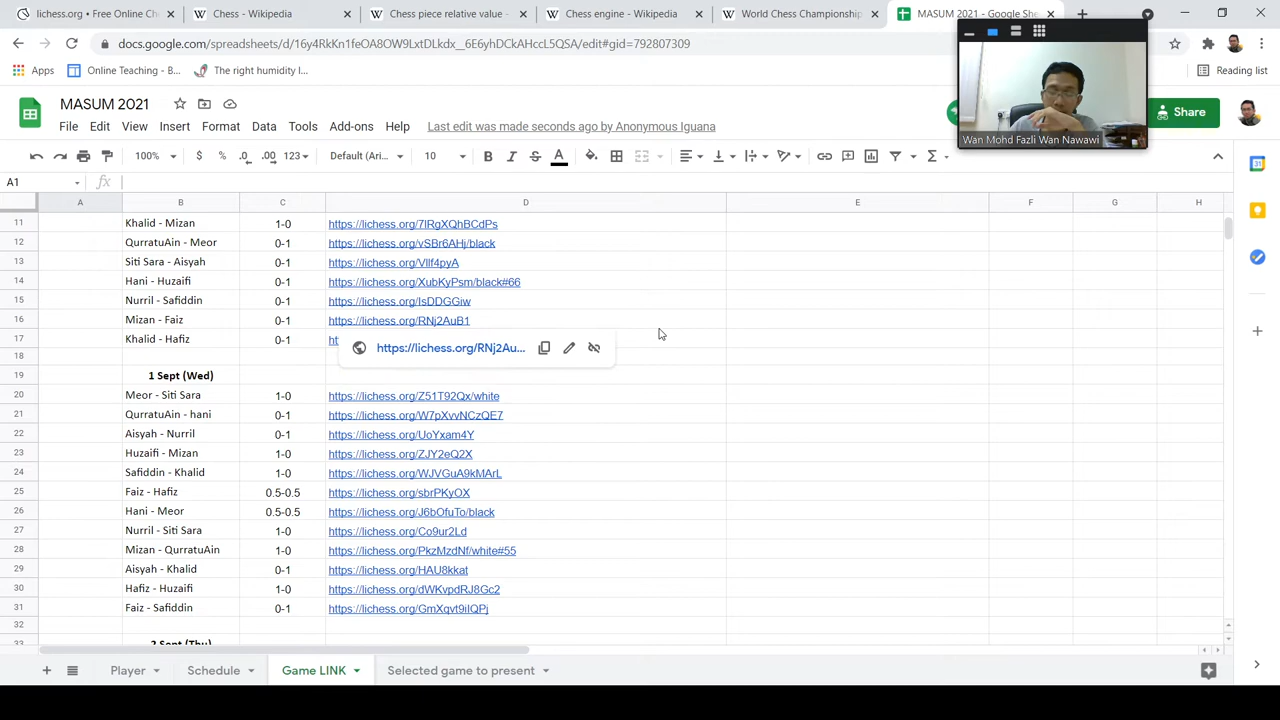 lichess.org • Free Online Che
Chess - Wikipedia
Chess piece relative value -
Chess engine - Wikipedia
World Chess Championship
MASUM 2021 - Google She
docs.google.com/spreadsheets/d/16y4RkKn1feOA8OW9LxtDLkdx__6E6yhDCkAHccL3QSA/edit#gid=792807309
Apps
Online Teaching - B...
The right humidity l...
Reading list
MASUM 2021
Share
Wan Mohd Fazli Wan Nawawi
File Edit View Insert Format Data Tools Add-ons Help
Last edit was made seconds ago by Anonymous Iguana
100% $ % .0 .00 123 Default (Ari... 10 B I S A
A1 fx
A B C D E F G H
11 Khalid - Mizan 1-0 https://lichess.org/7IRgXQhBCdPs
12 QurratuAin - Meor 0-1 https://lichess.org/vSBr6AHj/black
13 Siti Sara - Aisyah 0-1 https://lichess.org/VIlf4pyA
14 Hani - Huzaifi 0-1 https://lichess.org/XubKyPsm/black#66
15 Nurril - Safiddin 0-1 https://lichess.org/IsDDGGiw
16 Mizan - Faiz 0-1 https://lichess.org/RNj2AuB1
17 Khalid - Hafiz 0-1 ht
https://lichess.org/RNj2Au...
18
19 1 Sept (Wed)
20 Meor - Siti Sara 1-0 https://lichess.org/Z51T92Qx/white
21 QurratuAin - hani 0-1 https://lichess.org/W7pXvvNCzQE7
22 Aisyah - Nurril 0-1 https://lichess.org/UoYxam4Y
23 Huzaifi - Mizan 1-0 https://lichess.org/ZJY2eQ2X
24 Safiddin - Khalid 1-0 https://lichess.org/WJVGuA9kMArL
25 Faiz - Hafiz 0.5-0.5 https://lichess.org/sbrPKyOX
26 Hani - Meor 0.5-0.5 https://lichess.org/J6bOfuTo/black
27 Nurril - Siti Sara 1-0 https://lichess.org/Co9ur2Ld
28 Mizan - QurratuAin 1-0 https://lichess.org/PkzMzdNf/white#55
29 Aisyah - Khalid 0-1 https://lichess.org/HAU8kkat
30 Hafiz - Huzaifi 1-0 https://lichess.org/dWKvpdRJ8Gc2
31 Faiz - Safiddin 0-1 https://lichess.org/GmXqvt9iIQPj
32
33 2 Sept (Thu)
Player
Schedule
Game LINK
Selected game to present